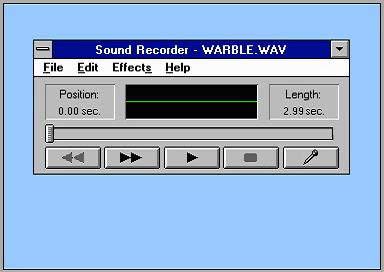 Sound Recorder - WARBLE.WAV
File Edit Effects Help
Position:
0.00 sec.
Length:
2.99 sec.